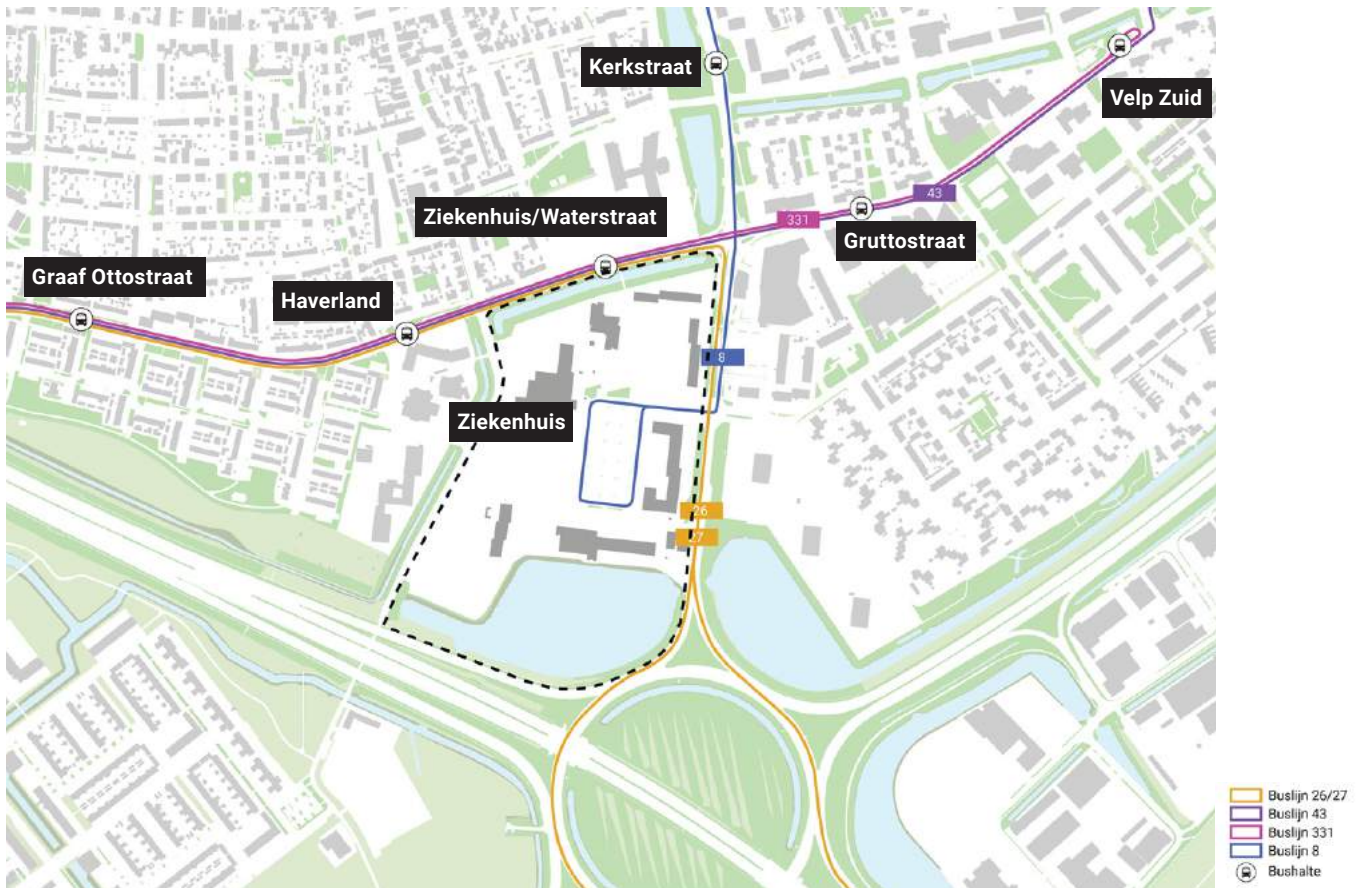 Kerkstraat
Velp Zuid
43
Ziekenhuis/Waterstraat
331
Gruttostraat
Graaf Ottostraat
Haverland
8
Ziekenhuis
26
27
Buslijn 26/27
Buslijn 43
Buslijn 331
Buslijn 8
Bushalte